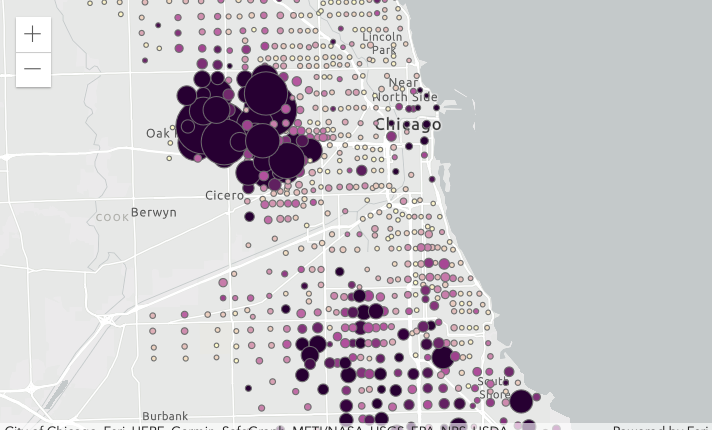 +
Lincoln
Park
Near
North Side
Chicago
Oak
Cicero
COOK
Berwyn
South
Shore
Burbank
City of Chicago, Esri, HERE, Garmin, SafeGraph, METI/NASA, USGS, EPA, NPS, USDA
Powered by Esri